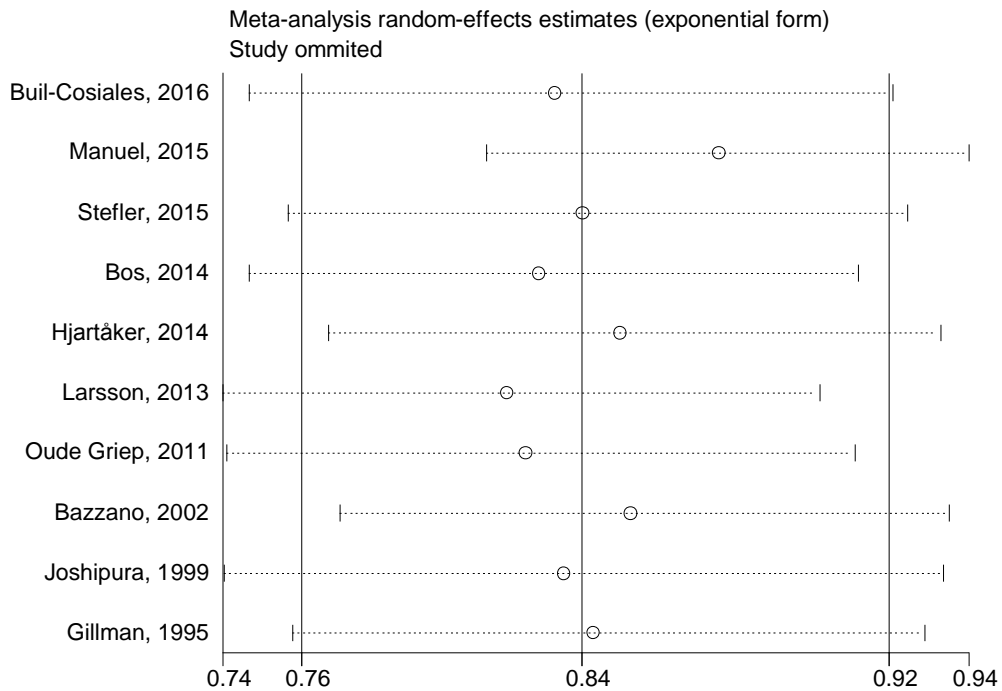 Meta-analysis random-effects estimates (exponential form)
Study ommited
Buil-Cosiales, 2016
Manuel, 2015
Stefler, 2015
Bos, 2014
Hjartåker, 2014
Larsson, 2013
Oude Griep, 2011
Bazzano, 2002
Joshipura, 1999
Gillman, 1995
0.74 0.76 0.84 0.92 0.94